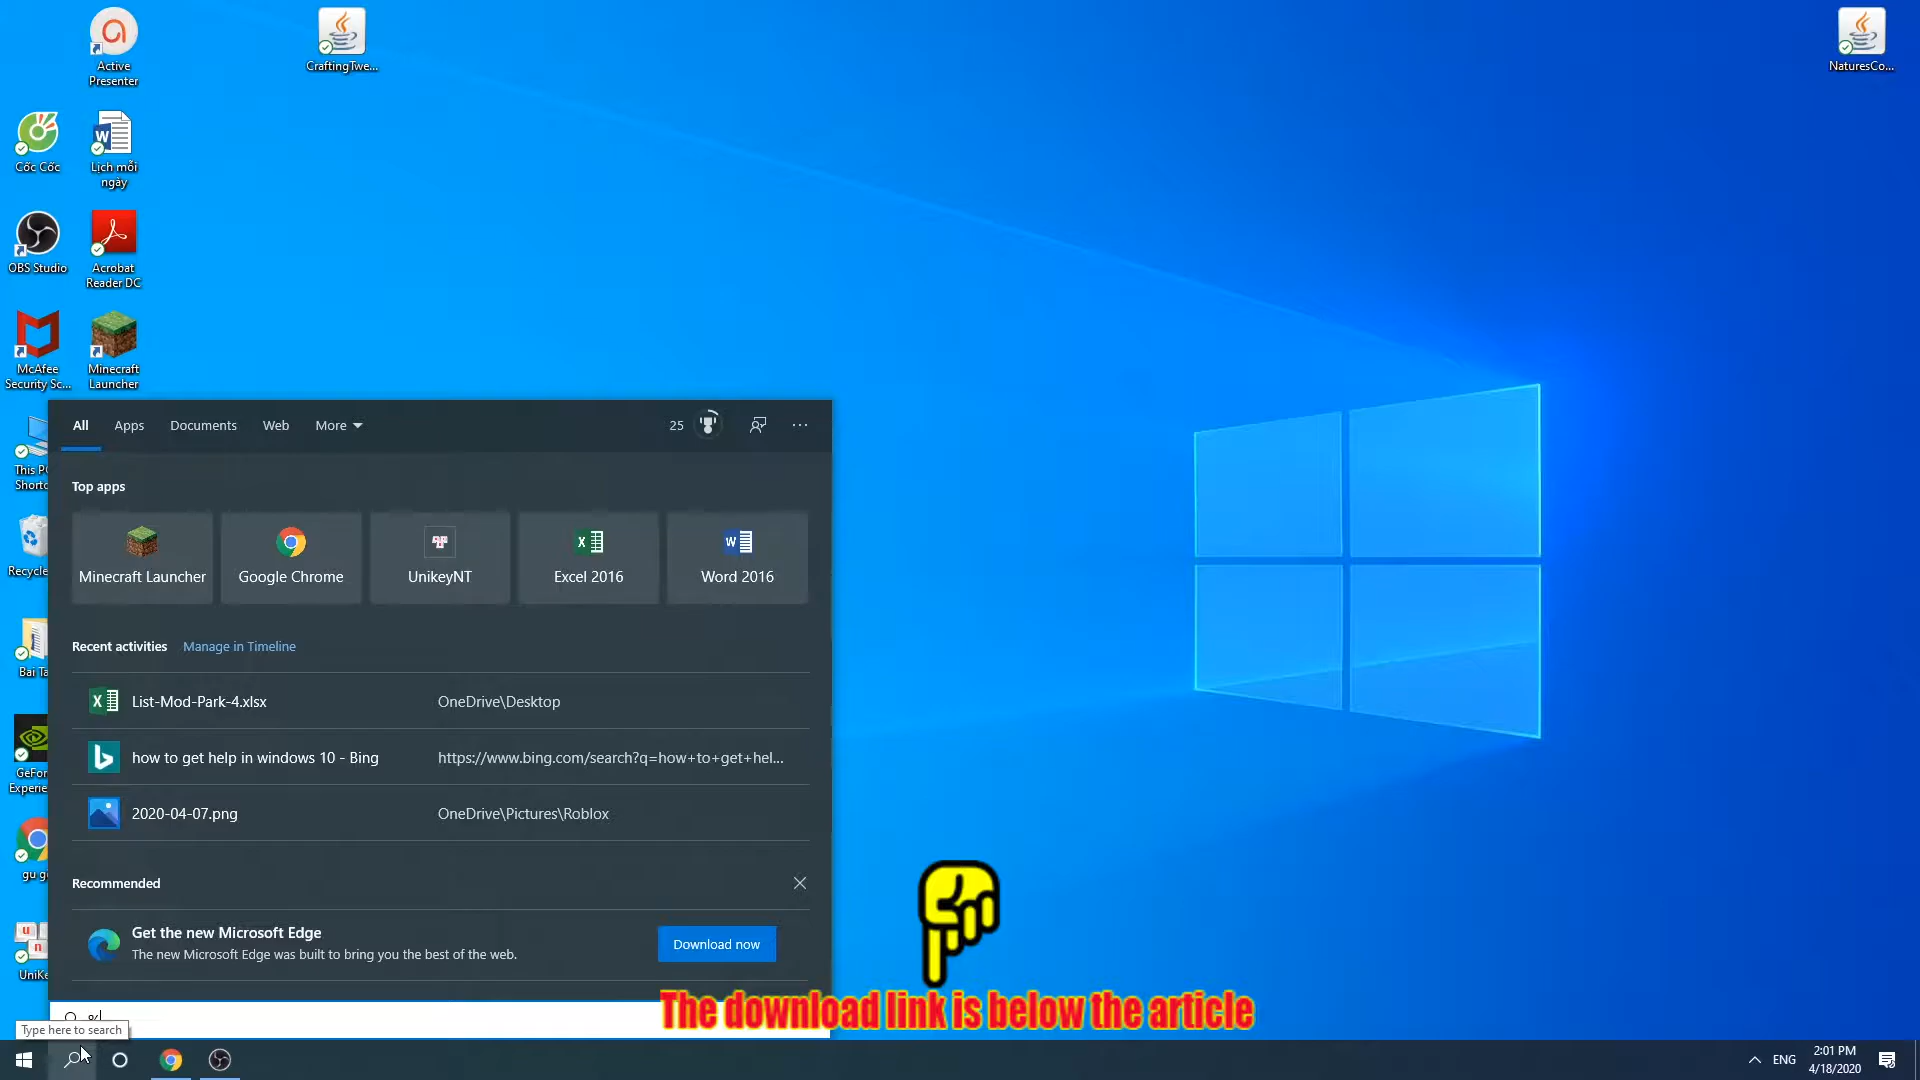 Active
Presenter
CraftingTwe...
NaturesCo...
Cốc Cốc
Lịch mỗi
ngày
OBS Studio
Acrobat
Reader DC
McAfee
Security Sc...
Minecraft
Launcher
This PC
Shortc
Recycle
Bai Ta
GeFor
Experie
gu g
UniKe
All
Apps
Documents
Web
More
25
Top apps
Minecraft Launcher
Google Chrome
UnikeyNT
Excel 2016
Word 2016
Recent activities
Manage in Timeline
List-Mod-Park-4.xlsx
OneDrive\Desktop
how to get help in windows 10 - Bing
https://www.bing.com/search?q=how+to+get+hel...
2020-04-07.png
OneDrive\Pictures\Roblox
Recommended
Get the new Microsoft Edge
The new Microsoft Edge was built to bring you the best of the web.
Download now
%
Type here to search
The download link is below the article
ENG
2:01 PM
4/18/2020